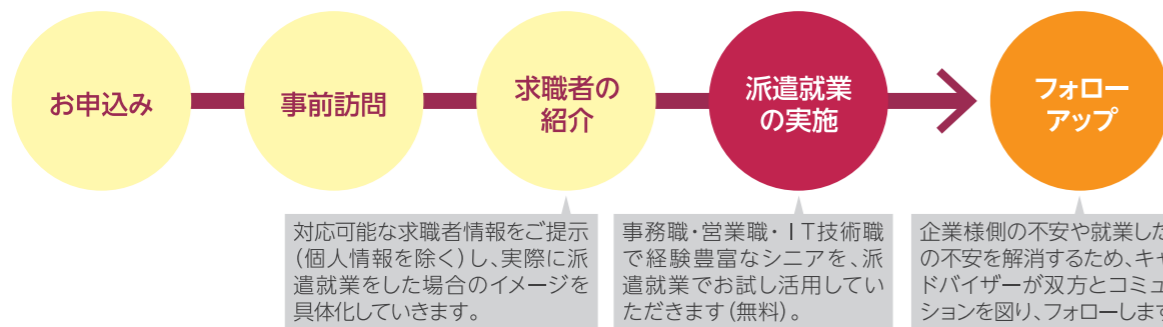 お申込み
事前訪問
求職者の
紹介
派遣就業
の実施
フォロー
アップ
対応可能な求職者情報をご提示
(個人情報を除く)し、実際に派
遣就業をした場合のイメージを
具体化していきます。
事務職・営業職・IT技術職
で経験豊富なシニアを、派
遣就業でお試し活用してい
ただきます(無料)。
企業様側の不安や就業した
の不安を解消するため、キャ
ドバイザーが双方とコミュ
ションを図り、フォローします